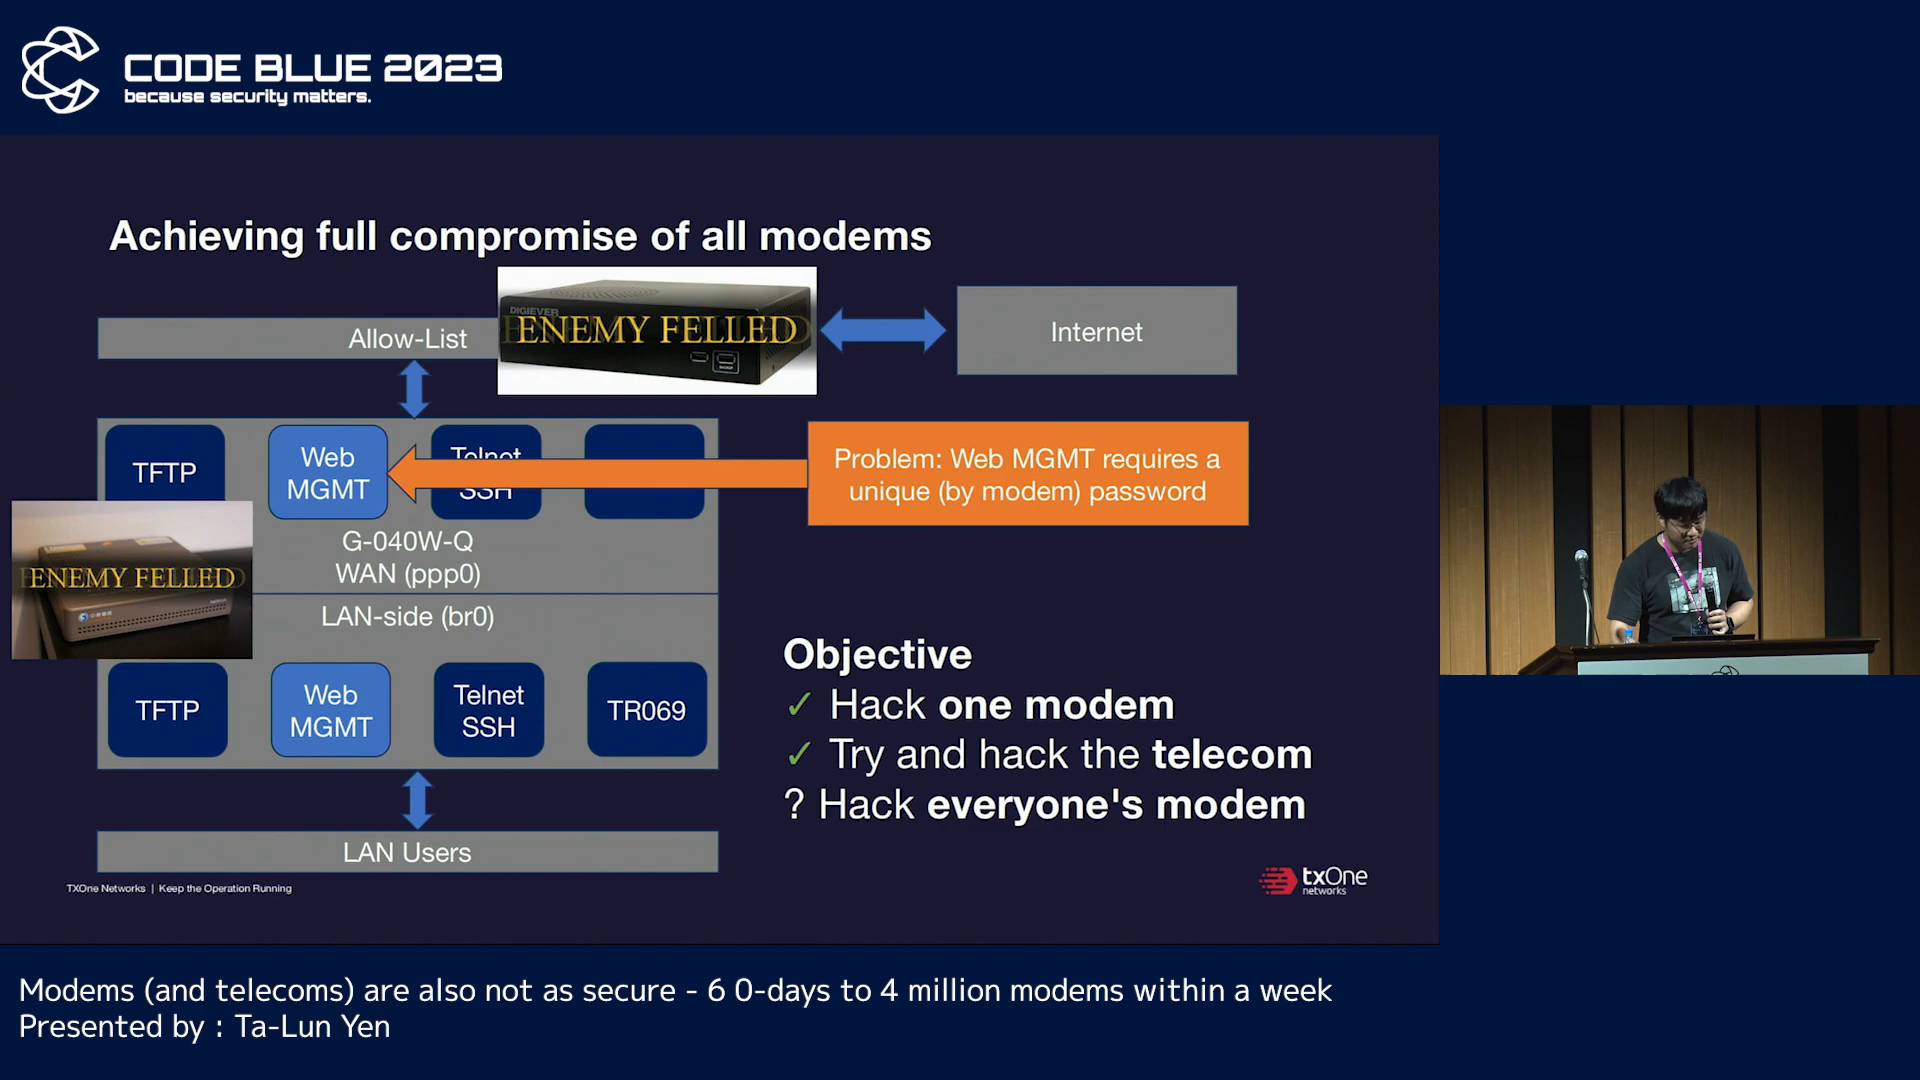 CODE BLUE 2023
because security matters.
Achieving full compromise of all modems
Allow-List
DIGIEVER
ENEMY FELLED
Internet
TFTP
Web
MGMT
Telnet
SSH
Problem: Web MGMT requires a
unique (by modem) password
G-040W-Q
WAN (ppp0)
ENEMY FELLED
LAN-side (br0)
TFTP
Web
MGMT
Telnet
SSH
TR069
LAN Users
Objective
✓ Hack one modem
✓ Try and hack the telecom
? Hack everyone's modem
TXOne Networks | Keep the Operation Running
txOne
networks
Modems (and telecoms) are also not as secure - 6 0-days to 4 million modems within a week
Presented by : Ta-Lun Yen